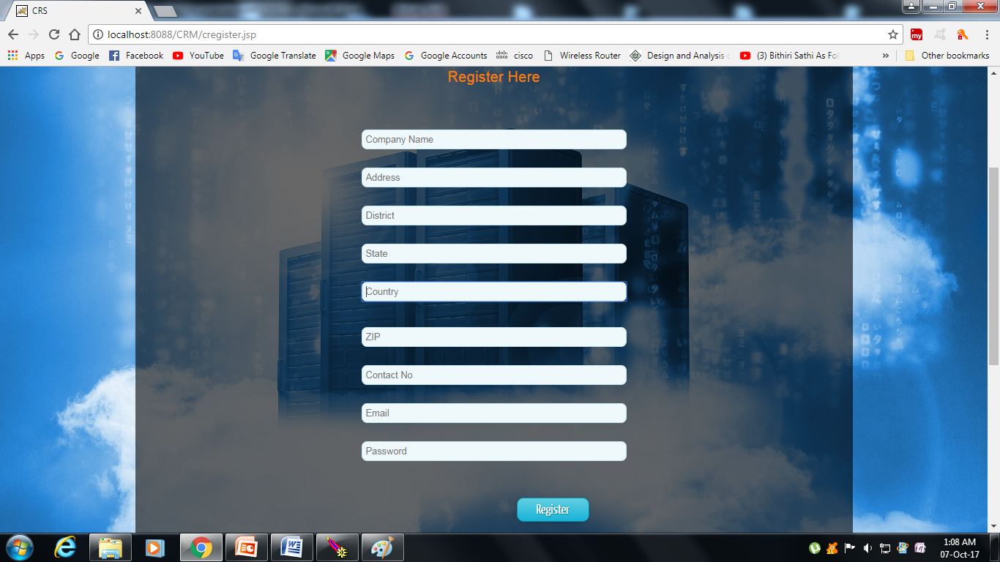 CRS
localhost:8088/CRM/cregister.jsp
Apps Google Facebook YouTube Google Translate Google Maps Google Accounts cisco Wireless Router Design and Analysis (3) Bithiri Sathi As Fol » Other bookmarks
Register Here
Company Name
Address
District
State
Country
ZIP
Contact No
Email
Password
Register
1:08 AM
07-Oct-17